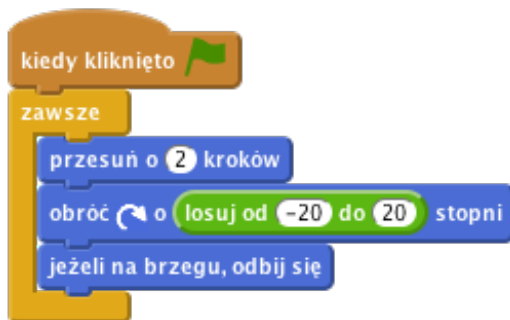 kiedy kliknięto
zawsze
przesuń o 2 kroków
obróć o losuj od -20 do 20 stopni
jeżeli na brzegu, odbij się